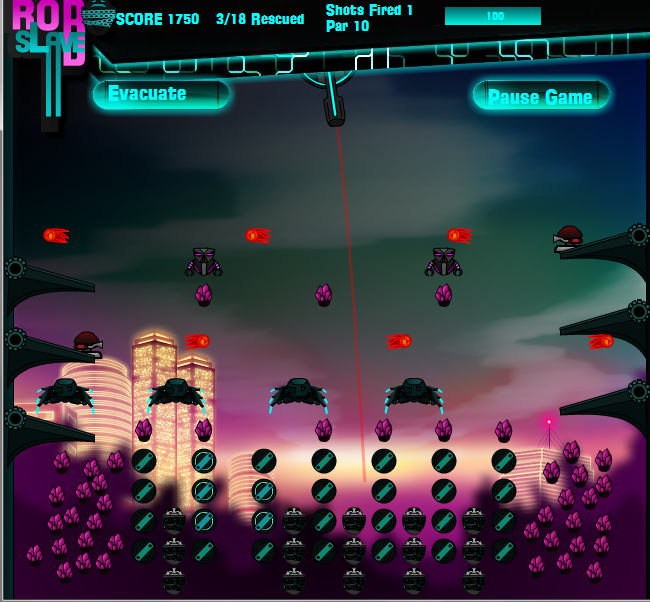 ROB
SLAVE
SCORE 1750
3/18 Rescued
Shots Fired 1
Par 10
100
Evacuate
Pause Game